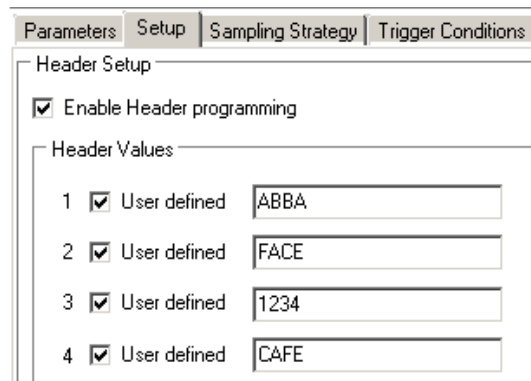 Parameters Setup Sampling Strategy Trigger Conditions
Header Setup
Enable Header programming
Header Values
1 User defined ABBA
2 User defined FACE
3 User defined 1234
4 User defined CAFE